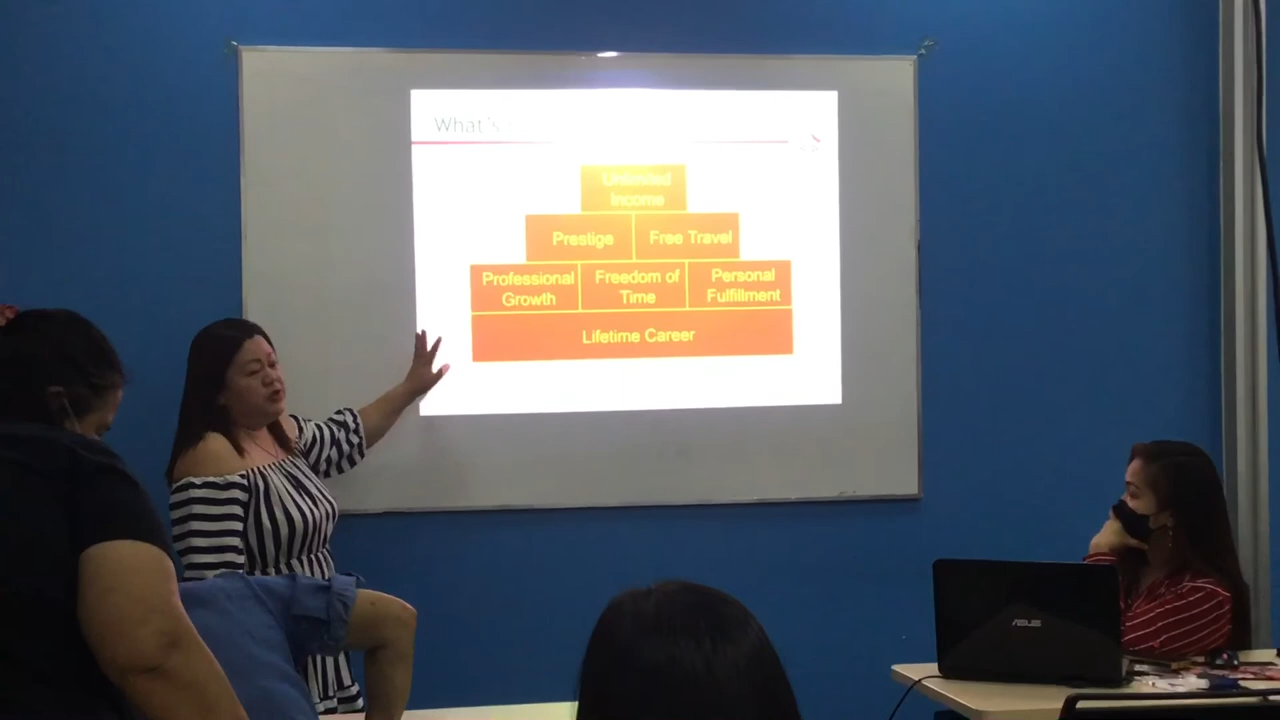 What's
Unlimited
Income
Prestige
Free Travel
Professional
Growth
Freedom of
Time
Personal
Fulfillment
Lifetime Career
ASUS